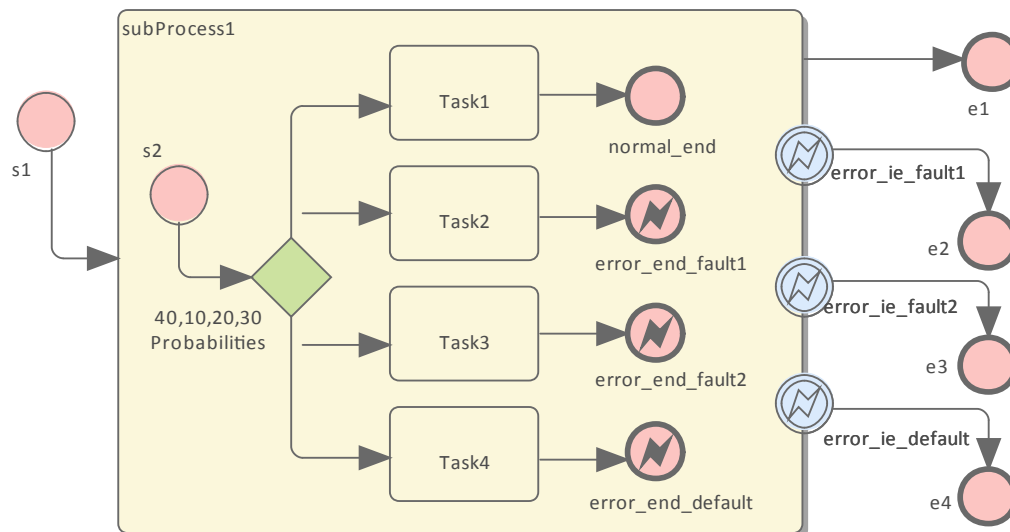 subProcess1
s1
s2
40,10,20,30
Probabilities
Task1
normal_end
Task2
error_end_fault1
Task3
error_end_fault2
Task4
error_end_default
e1
error_ie_fault1
e2
error_ie_fault2
e3
error_ie_default
e4